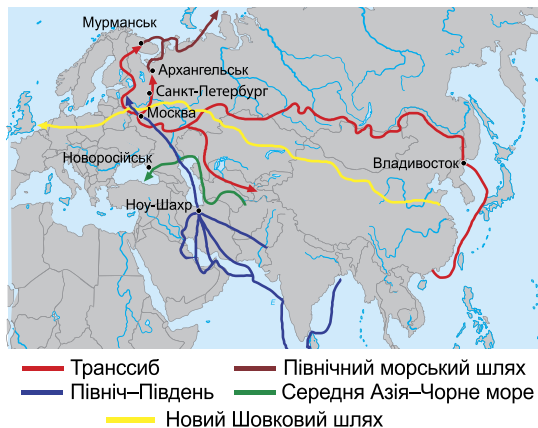 Мурманськ
Архангельськ
Санкт-Петербург
Москва
Новоросійськ
Владивосток
Ноу-Шахр
Транссиб
Північний морський шлях
Північ–Південь
Середня Азія–Чорне море
Новий Шовковий шлях